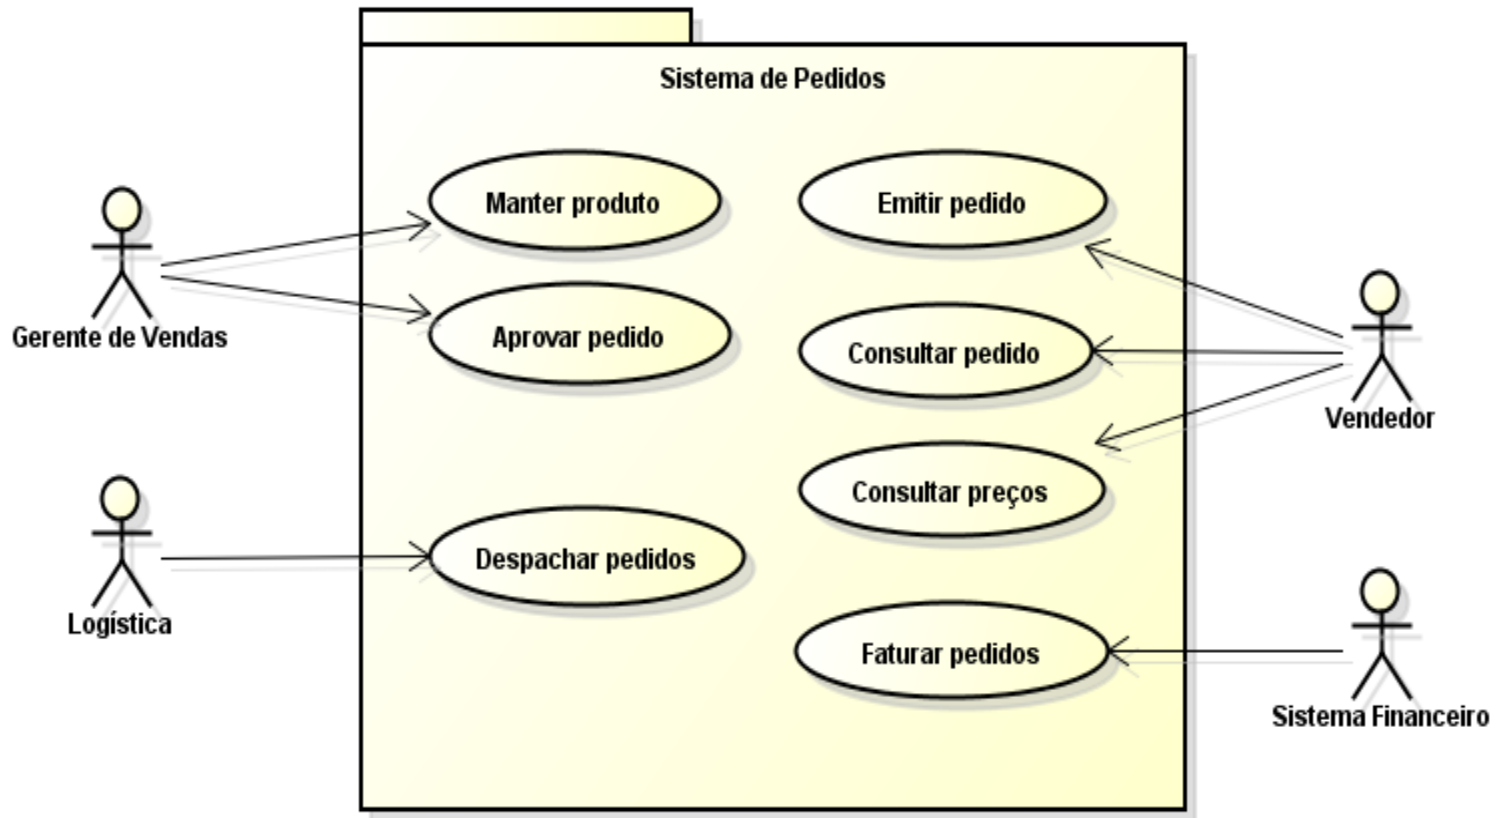 Sistema de Pedidos
Manter produto
Emitir pedido
Aprovar pedido
Consultar pedido
Gerente de Vendas
Vendedor
Consultar preços
Despachar pedidos
Logística
Faturar pedidos
Sistema Financeiro